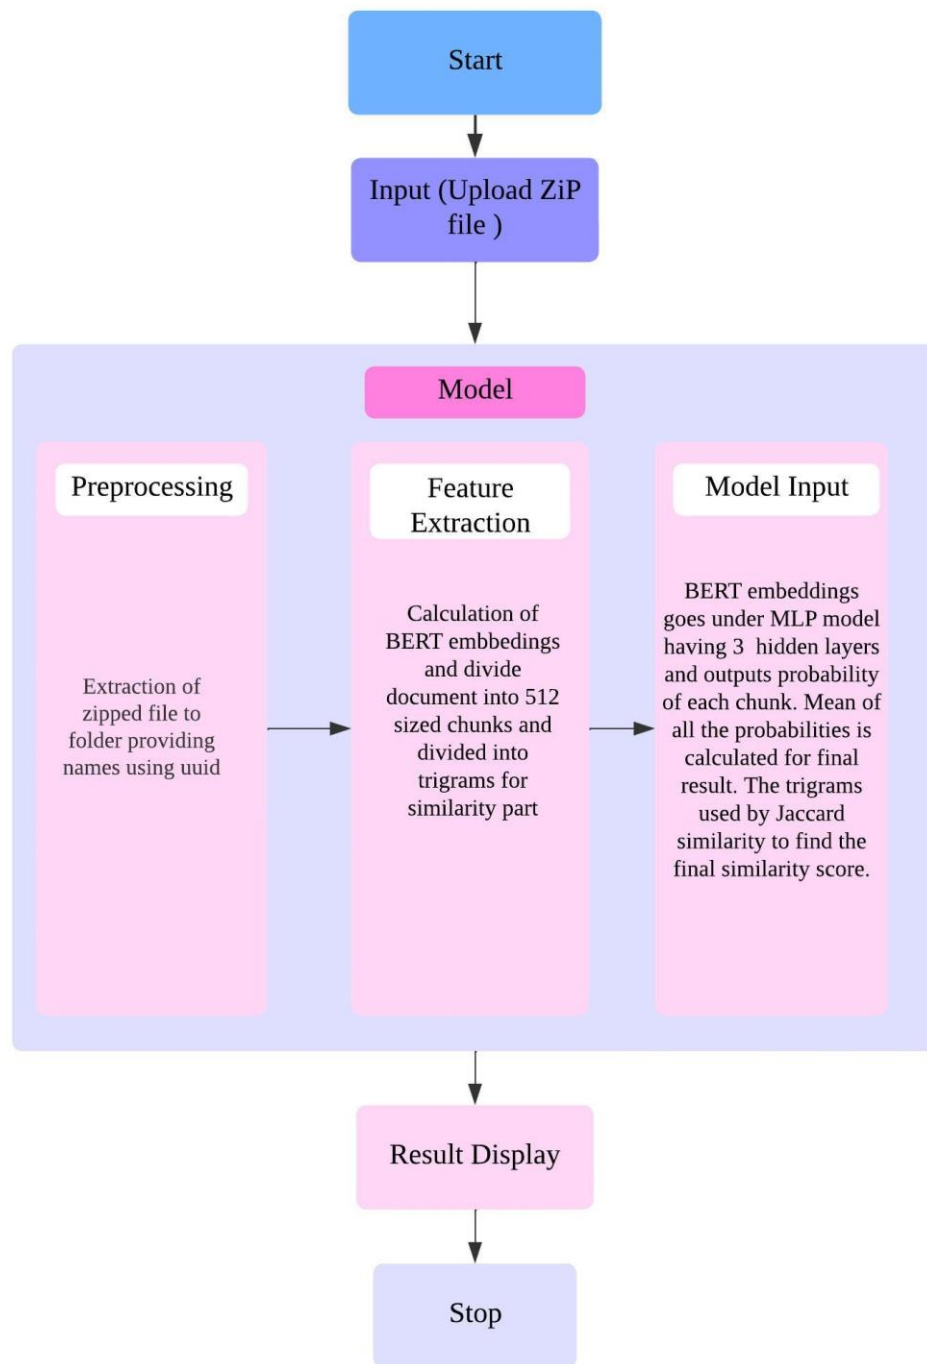 Start
Input (Upload ZiP
file )
Model
Preprocessing
Extraction of
zipped file to
folder providing
names using uuid
Feature
Extraction
Calculation of
BERT embbedings
and divide
document into 512
sized chunks and
divided into
trigrams for
similarity part
Model Input
BERT embeddings
goes under MLP model
having 3 hidden layers
and outputs probability
of each chunk. Mean of
all the probabilities is
calculated for final
result. The trigrams
used by Jaccard
similarity to find the
final similarity score.
Result Display
Stop